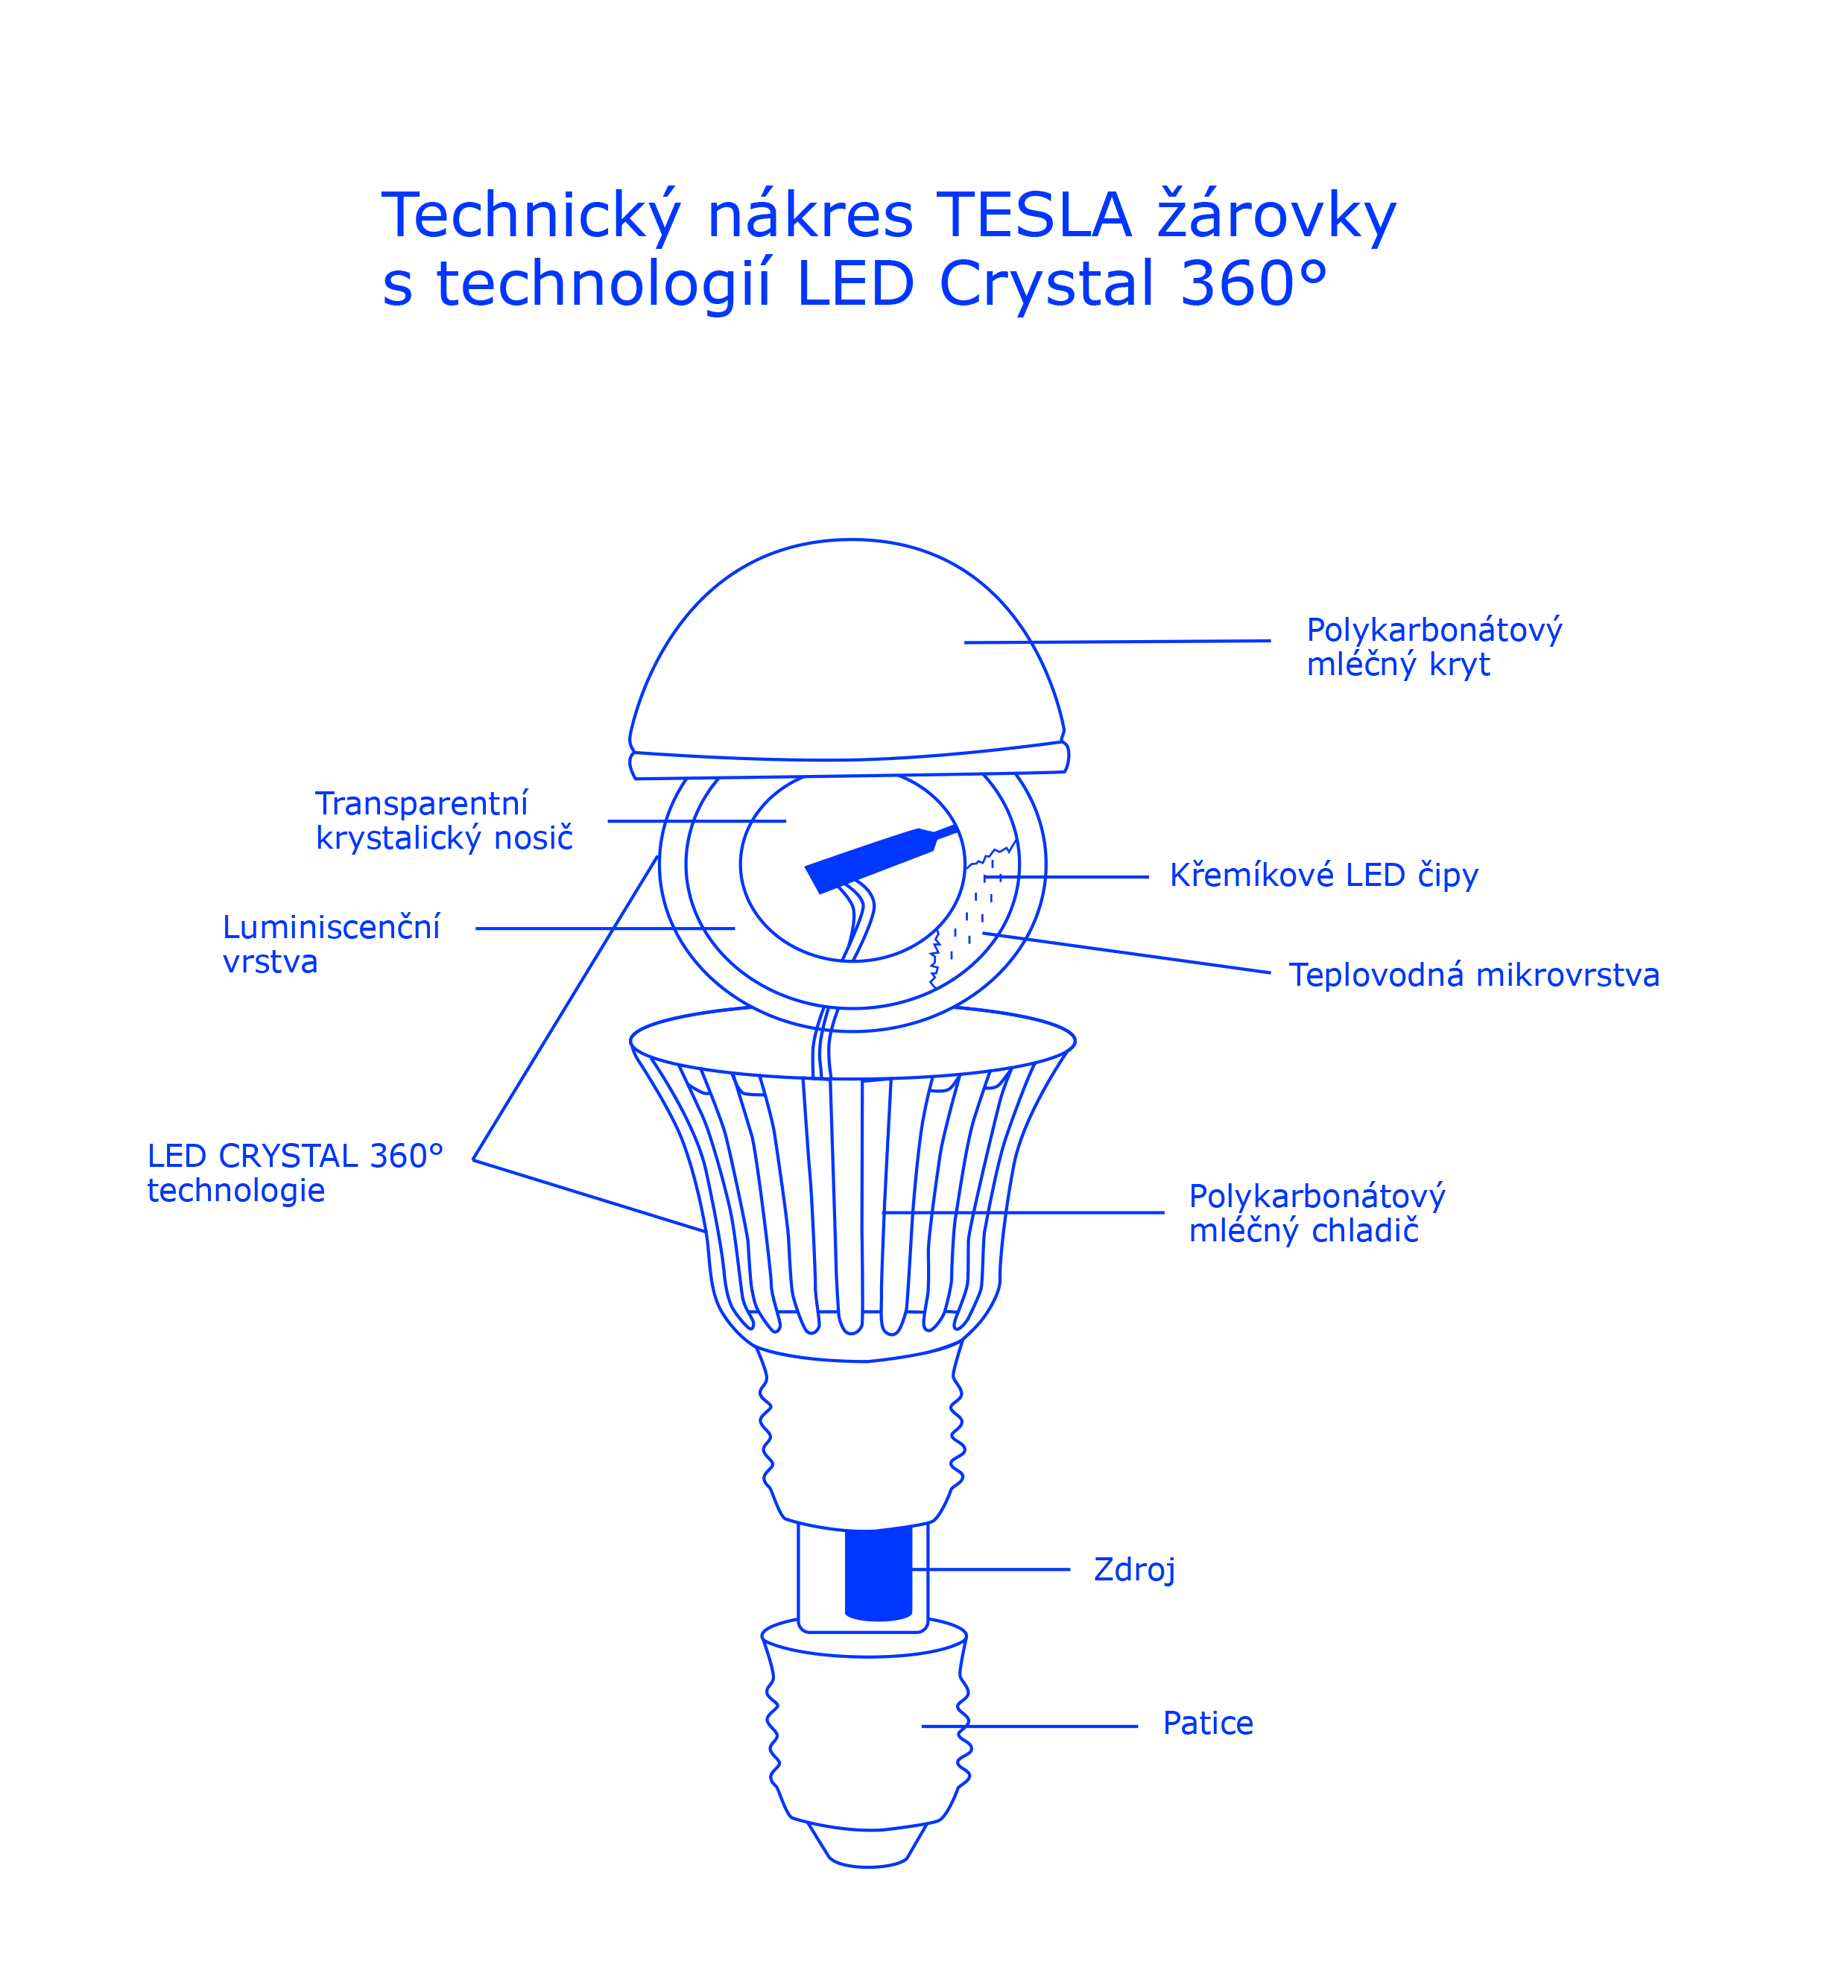 Technický nákres TESLA žárovky
s technologií LED Crystal 360°
Polykarbonátový
mléčný kryt
Transparentní
krystalický nosič
Křemíkové LED čipy
Luminiscenční
vrstva
Teplovodná mikrovrstva
LED CRYSTAL 360°
technologie
Polykarbonátový
mléčný chladič
Zdroj
Patice